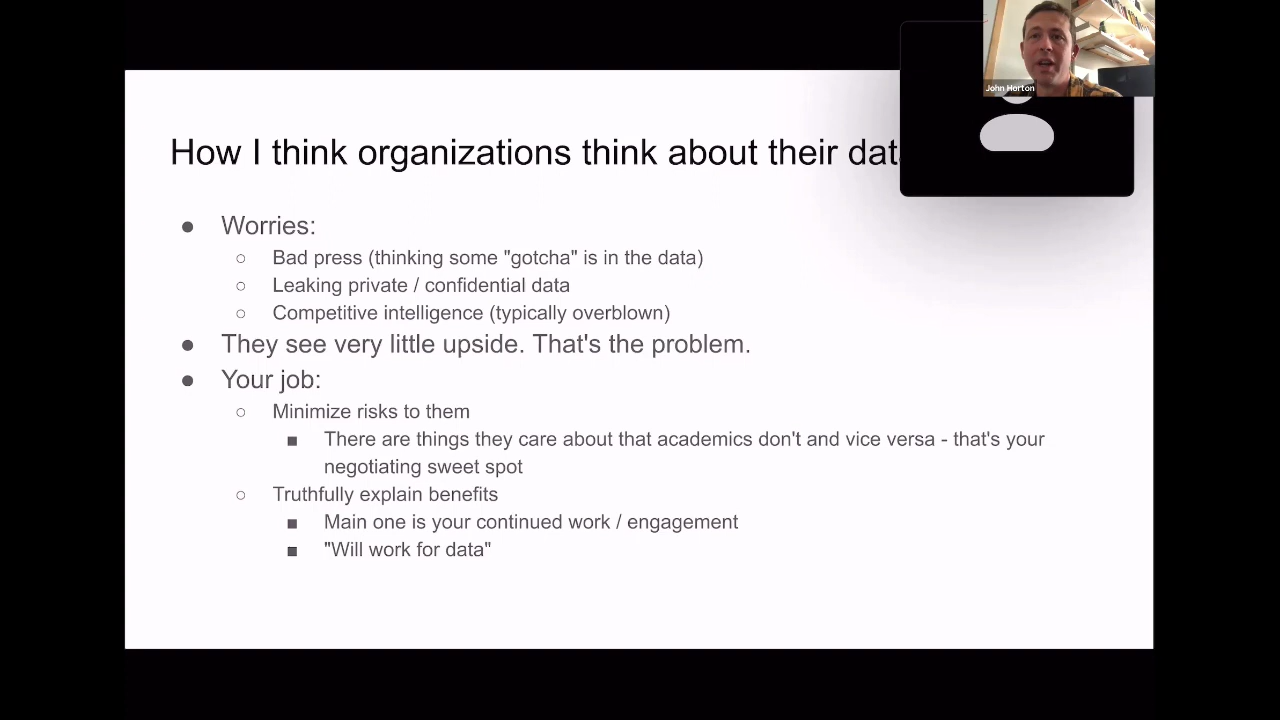 John Horton
How I think organizations think about their data
● Worries:
○ Bad press (thinking some "gotcha" is in the data)
○ Leaking private / confidential data
○ Competitive intelligence (typically overblown)
● They see very little upside. That's the problem.
● Your job:
○ Minimize risks to them
■ There are things they care about that academics don't and vice versa - that's your
negotiating sweet spot
○ Truthfully explain benefits
■ Main one is your continued work / engagement
■ "Will work for data"